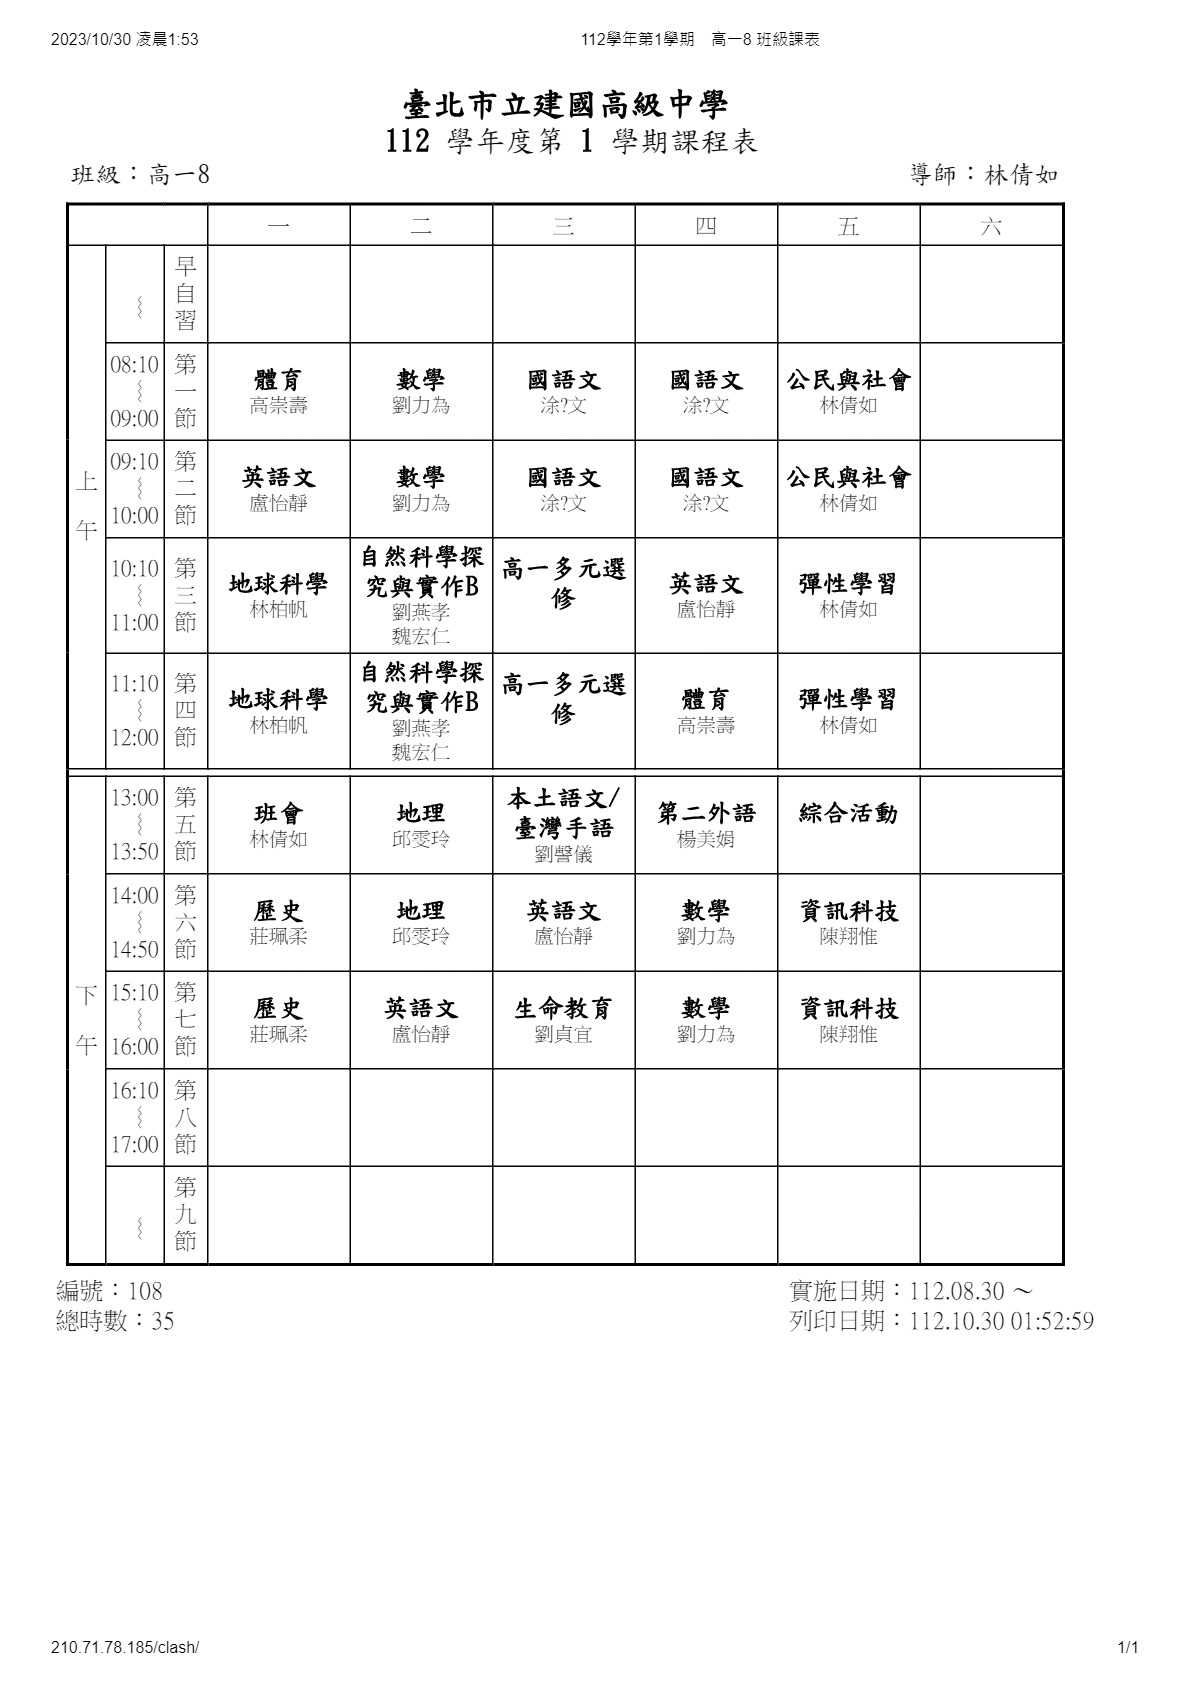 2023/10/30 凌晨1:53 112學年第1學期 高一8 班級課表
臺北市立建國高級中學
112 學年度第 1 學期課程表
班級：高一8 導師：林倩如
一 二 三 四 五 六
上午
～ 早自習
08:10 ～ 09:00 第一節
體育 數學 國語文 國語文 公民與社會
高崇壽 劉力為 涂?文 涂?文 林倩如
09:10 ～ 10:00 第二節
英語文 數學 國語文 國語文 公民與社會
盧怡靜 劉力為 涂?文 涂?文 林倩如
10:10 ～ 11:00 第三節
地球科學 自然科學探究與實作B 高一多元選修 英語文 彈性學習
林柏帆 劉燕孝 魏宏仁 盧怡靜 林倩如
11:10 ～ 12:00 第四節
地球科學 自然科學探究與實作B 高一多元選修 體育 彈性學習
林柏帆 劉燕孝 魏宏仁 高崇壽 林倩如
下午
13:00 ～ 13:50 第五節
班會 地理 本土語文/臺灣手語 第二外語 綜合活動
林倩如 邱雯玲 劉謦儀 楊美娟
14:00 ～ 14:50 第六節
歷史 地理 英語文 數學 資訊科技
莊珮柔 邱雯玲 盧怡靜 劉力為 陳翔惟
15:10 ～ 16:00 第七節
歷史 英語文 生命教育 數學 資訊科技
莊珮柔 盧怡靜 劉貞宜 劉力為 陳翔惟
16:10 ～ 17:00 第八節
～ 第九節
編號：108 實施日期：112.08.30 ～
總時數：35 列印日期：112.10.30 01:52:59
210.71.78.185/clash/ 1/1